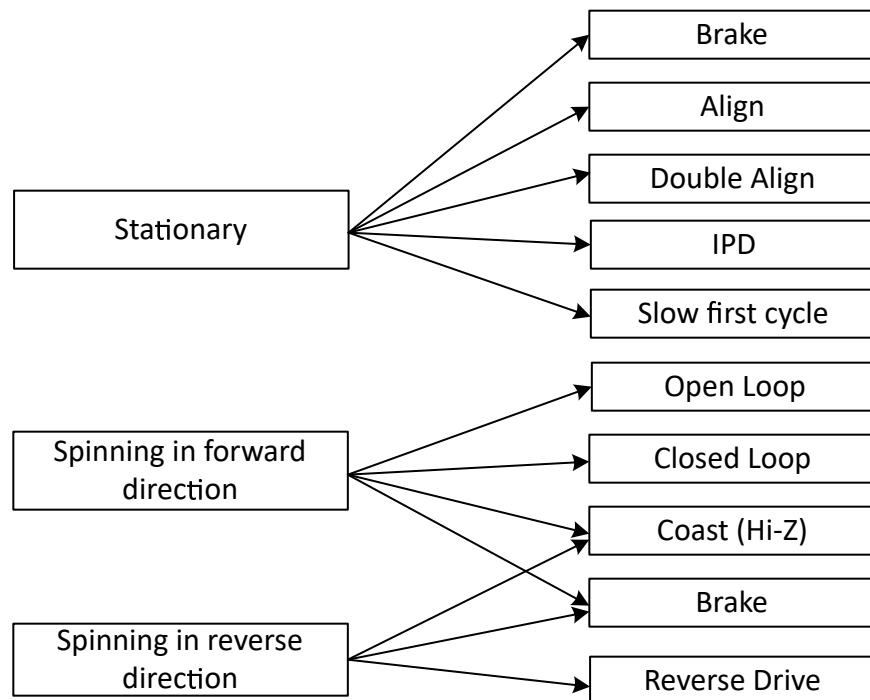 Brake
Align
Double Align
Stationary
IPD
Slow first cycle
Open Loop
Spinning in forward
direction
Closed Loop
Coast (Hi-Z)
Brake
Spinning in reverse
direction
Reverse Drive